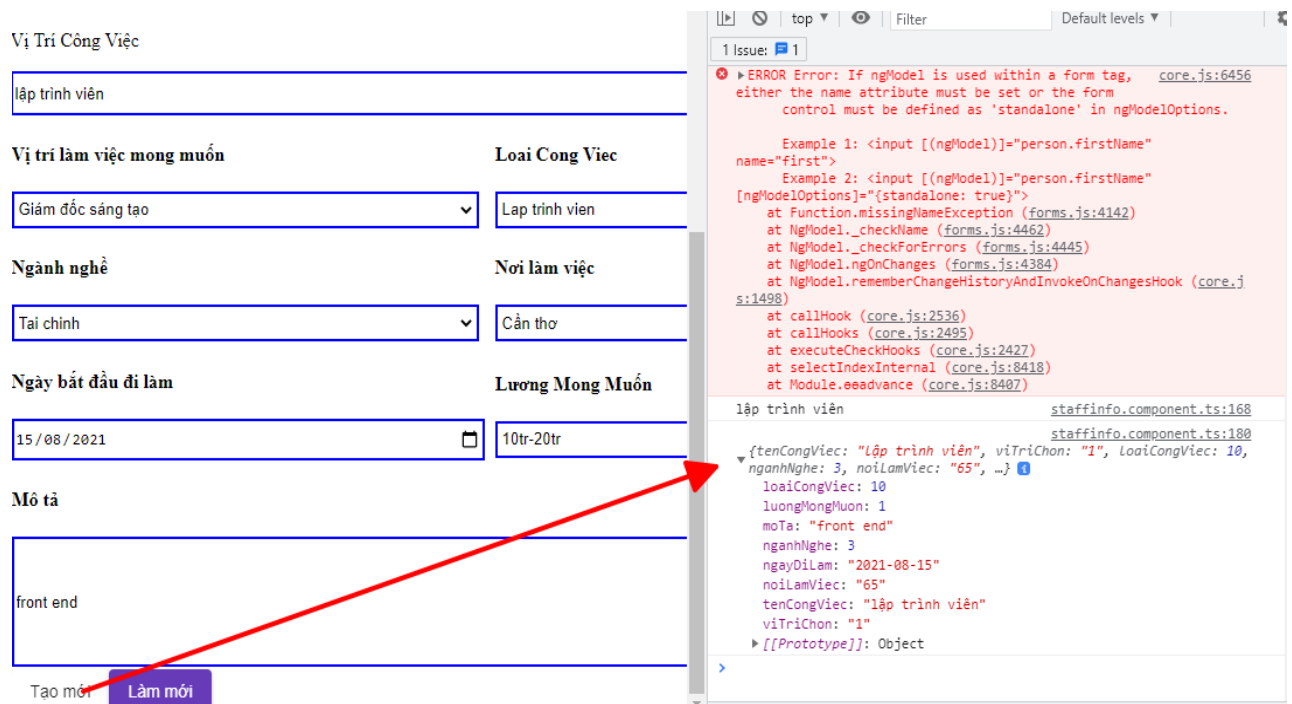 Vị Trí Công Việc
lập trình viên
Vị trí làm việc mong muốn
Loai Cong Viec
Giám đốc sáng tạo
Lap trinh vien
Ngành nghề
Nơi làm việc
Tai chinh
Cần thơ
Ngày bắt đầu đi làm
Lương Mong Muốn
15/08/2021
10tr-20tr
Mô tả
front end
Tạo mới
Làm mới
top ▼
Filter
Default levels ▼
1 Issue: 1
ERROR Error: If ngModel is used within a form tag, core.js:6456
either the name attribute must be set or the form
control must be defined as 'standalone' in ngModelOptions.
Example 1: <input [(ngModel)]="person.firstName"
name="first">
Example 2: <input [(ngModel)]="person.firstName"
[ngModelOptions]="{standalone: true}">
at Function.missingNameException (forms.js:4142)
at NgModel._checkName (forms.js:4462)
at NgModel._checkForErrors (forms.js:4445)
at NgModel.ngOnChanges (forms.js:4384)
at NgModel.rememberChangeHistoryAndInvokeOnChangesHook (core.j
s:1498)
at callHook (core.js:2536)
at callHooks (core.js:2495)
at executeCheckHooks (core.js:2427)
at selectIndexInternal (core.js:8418)
at Module.ɵɵadvance (core.js:8407)
lập trình viên staffinfo.component.ts:168
staffinfo.component.ts:180
{tenCongViec: "lập trình viên", viTriChon: "1", loaiCongViec: 10,
nganhNghe: 3, noiLamViec: "65", …}
loaiCongViec: 10
luongMongMuon: 1
moTa: "front end"
nganhNghe: 3
ngayDiLam: "2021-08-15"
noiLamViec: "65"
tenCongViec: "lập trình viên"
viTriChon: "1"
[[Prototype]]: Object